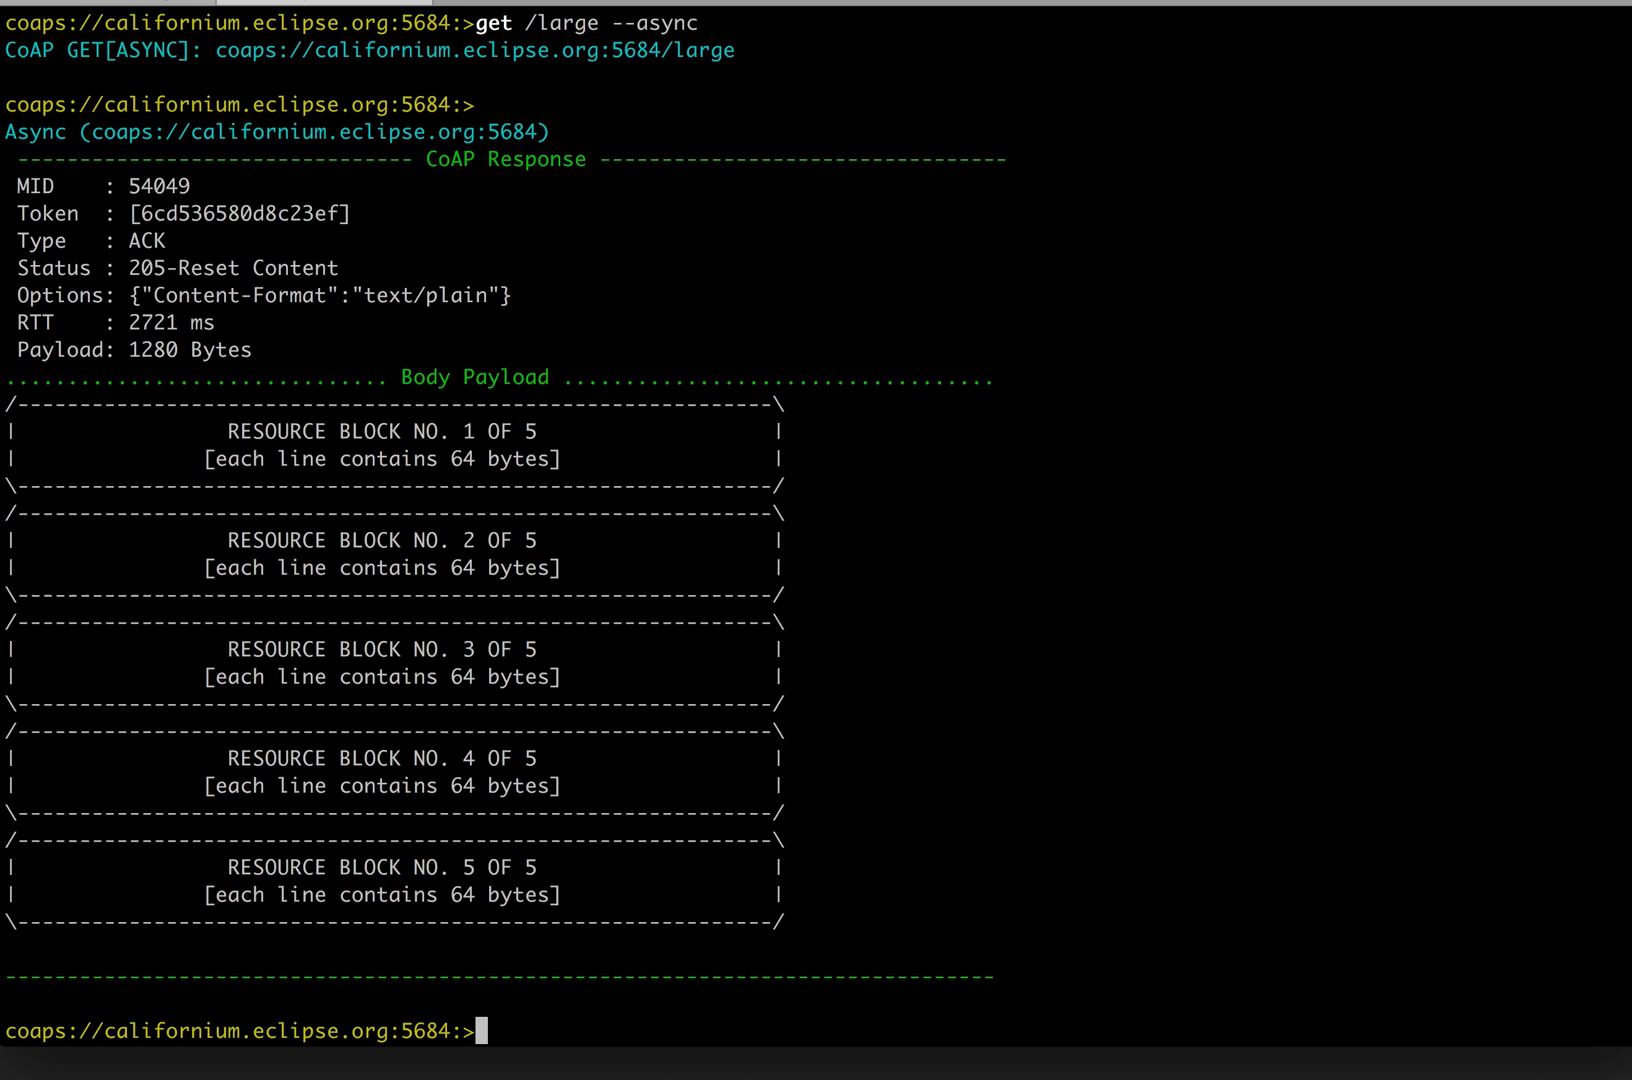 coaps://californium.eclipse.org:5684:>get /large --async
CoAP GET[ASYNC]: coaps://californium.eclipse.org:5684/large
coaps://californium.eclipse.org:5684:>
Async (coaps://californium.eclipse.org:5684)
-------------------------------- CoAP Response ---------------------------------
MID    : 54049
Token  : [6cd536580d8c23ef]
Type   : ACK
Status : 205-Reset Content
Options: {"Content-Format":"text/plain"}
RTT    : 2721 ms
Payload: 1280 Bytes
............................... Body Payload ...................................
/-------------------------------------------------------------\
|                 RESOURCE BLOCK NO. 1 OF 5                   |
|               [each line contains 64 bytes]                 |
\-------------------------------------------------------------/
/-------------------------------------------------------------\
|                 RESOURCE BLOCK NO. 2 OF 5                   |
|               [each line contains 64 bytes]                 |
\-------------------------------------------------------------/
/-------------------------------------------------------------\
|                 RESOURCE BLOCK NO. 3 OF 5                   |
|               [each line contains 64 bytes]                 |
\-------------------------------------------------------------/
/-------------------------------------------------------------\
|                 RESOURCE BLOCK NO. 4 OF 5                   |
|               [each line contains 64 bytes]                 |
\-------------------------------------------------------------/
/-------------------------------------------------------------\
|                 RESOURCE BLOCK NO. 5 OF 5                   |
|               [each line contains 64 bytes]                 |
\-------------------------------------------------------------/
--------------------------------------------------------------------------------
coaps://californium.eclipse.org:5684:>